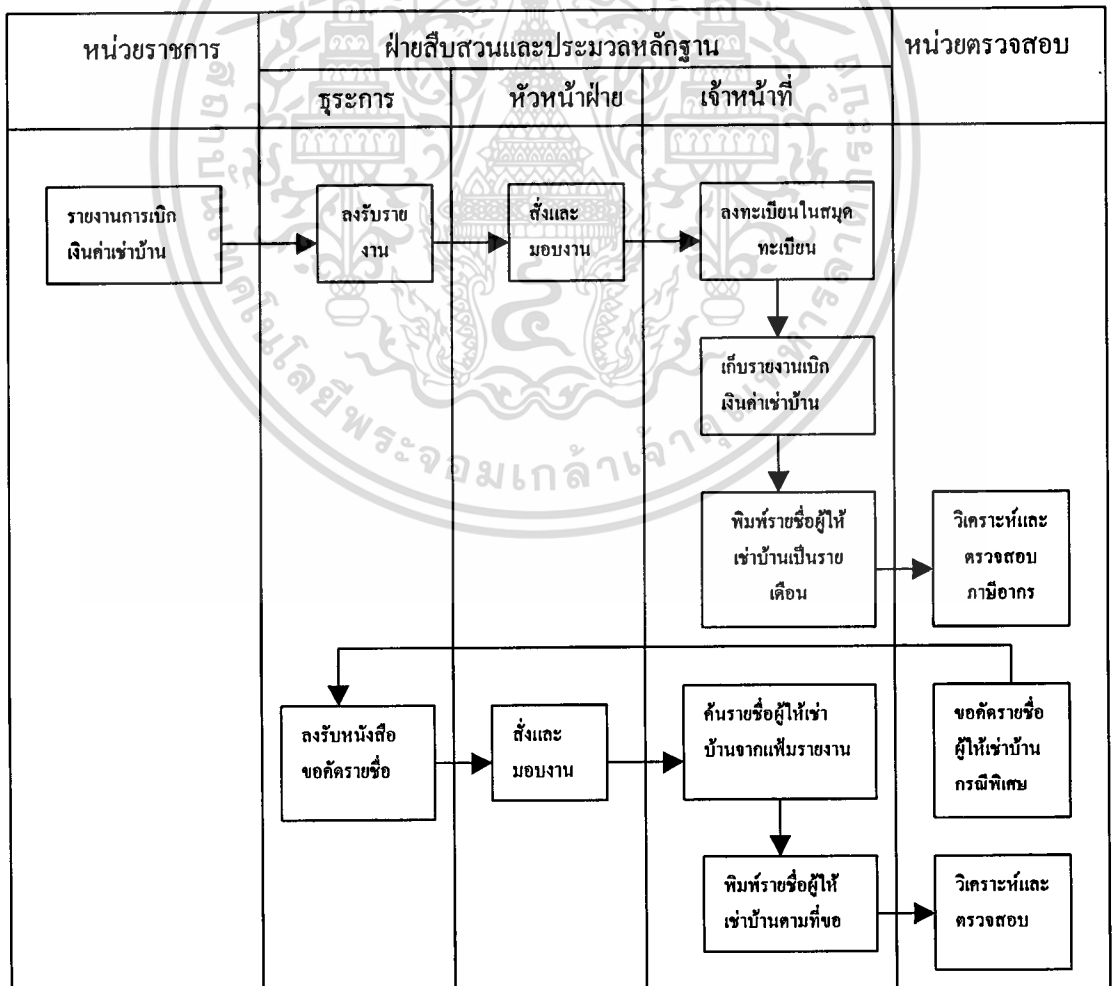 หน่วยราชการ
ฝ่ายสืบสวนและประมวลหลักฐาน
หน่วยตรวจสอบ
ธุระการ
หัวหน้าฝ่าย
เจ้าหน้าที่
รายงานการเบิก
เงินค่าเช่าบ้าน
ลงรับราย
งาน
สั่งและ
มอบงาน
ลงทะเบียนในสมุด
ทะเบียน
เก็บรายงานเบิก
เงินค่าเช่าบ้าน
พิมพ์รายชื่อผู้ให้
เช่าบ้านเป็นราย
เดือน
วิเคราะห์และ
ตรวจสอบ
ภาษีอากร
ลงรับหนังสือ
ขอคัดรายชื่อ
สั่งและ
มอบงาน
ค้นรายชื่อผู้ให้เช่า
บ้านจากแฟ้มรายงาน
ขอคัดรายชื่อ
ผู้ให้เช่าบ้าน
กรณีพิเศษ
พิมพ์รายชื่อผู้ให้
เช่าบ้านตามที่ขอ
วิเคราะห์และ
ตรวจสอบ